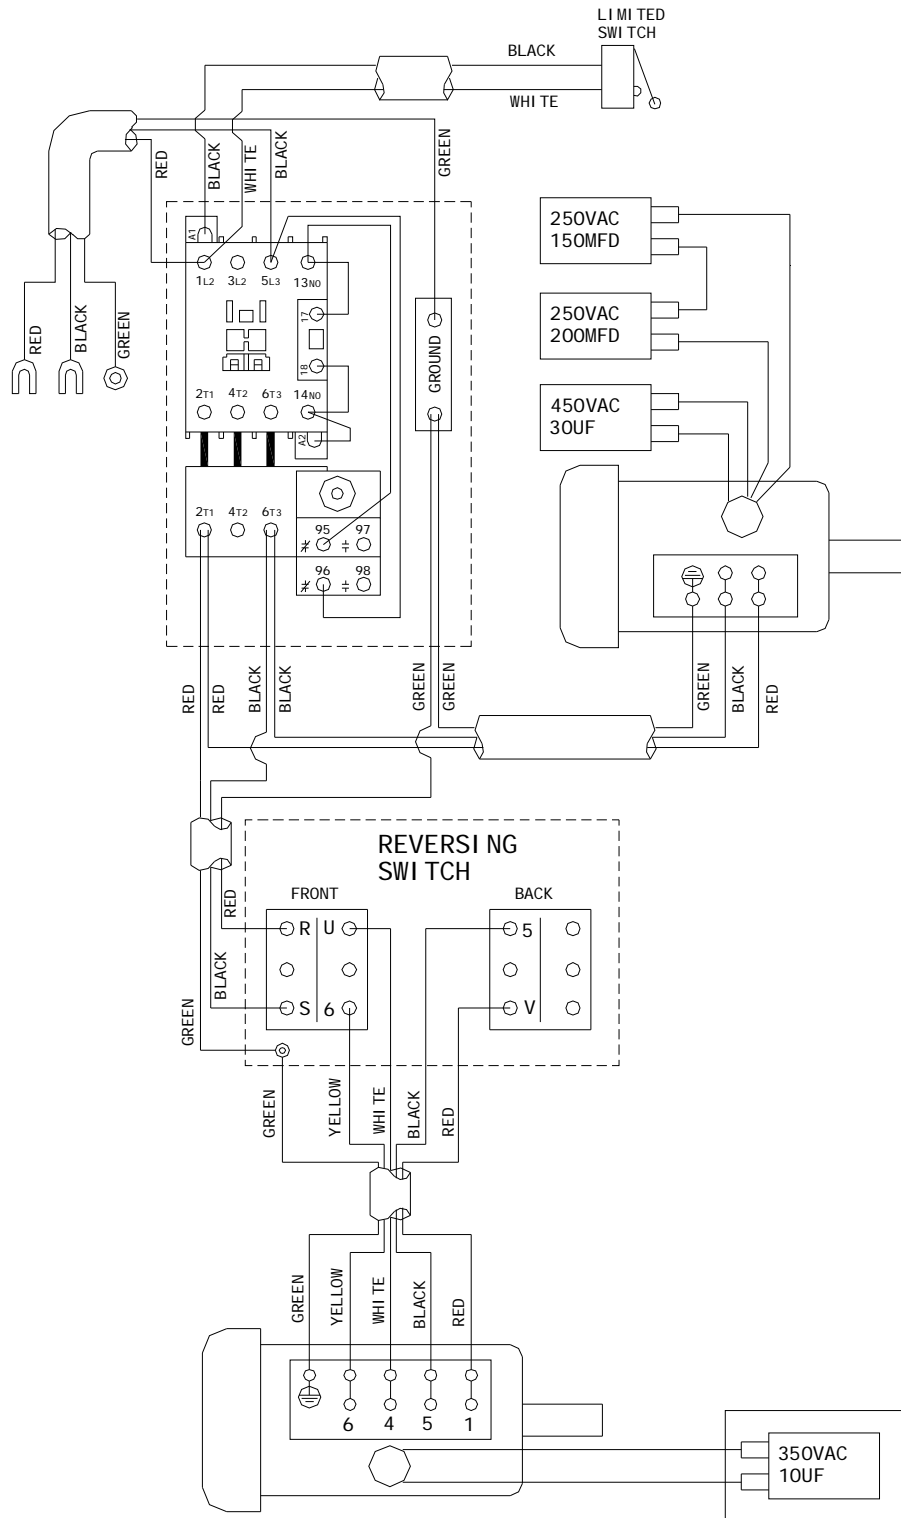 LIMITED
SWITCH
BLACK
WHITE
RED
BLACK
WHITE
BLACK
GREEN
RED
BLACK
GREEN
A1
1L2 3L2 5L3 13NO
17
18
2T1 4T2 6T3 14NO
A2
GROUND
2T1 4T2 6T3
95 97
96 98
250VAC
150MFD
250VAC
200MFD
450VAC
30UF
RED
RED
BLACK
BLACK
GREEN
GREEN
GREEN
BLACK
RED
REVERSING
SWITCH
FRONT
BACK
RED
BLACK
GREEN
R U
S 6
5
V
GREEN
YELLOW
WHITE
BLACK
RED
GREEN
YELLOW
WHITE
BLACK
RED
6 4 5 1
350VAC
10UF